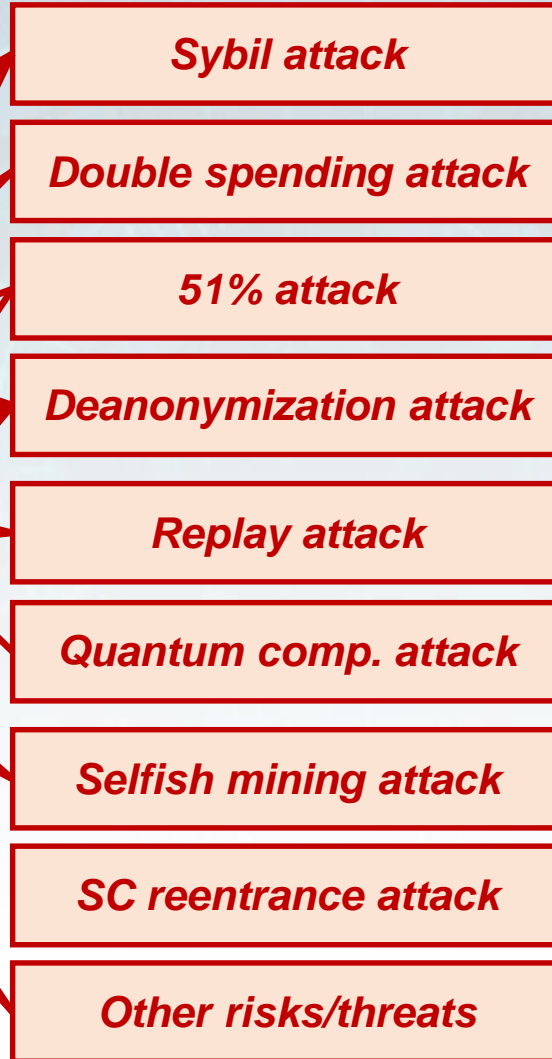 Sybil attack
Double spending attack
51% attack
Deanonymization attack
Replay attack
Quantum comp. attack
Selfish mining attack
SC reentrance attack
Other risks/threats